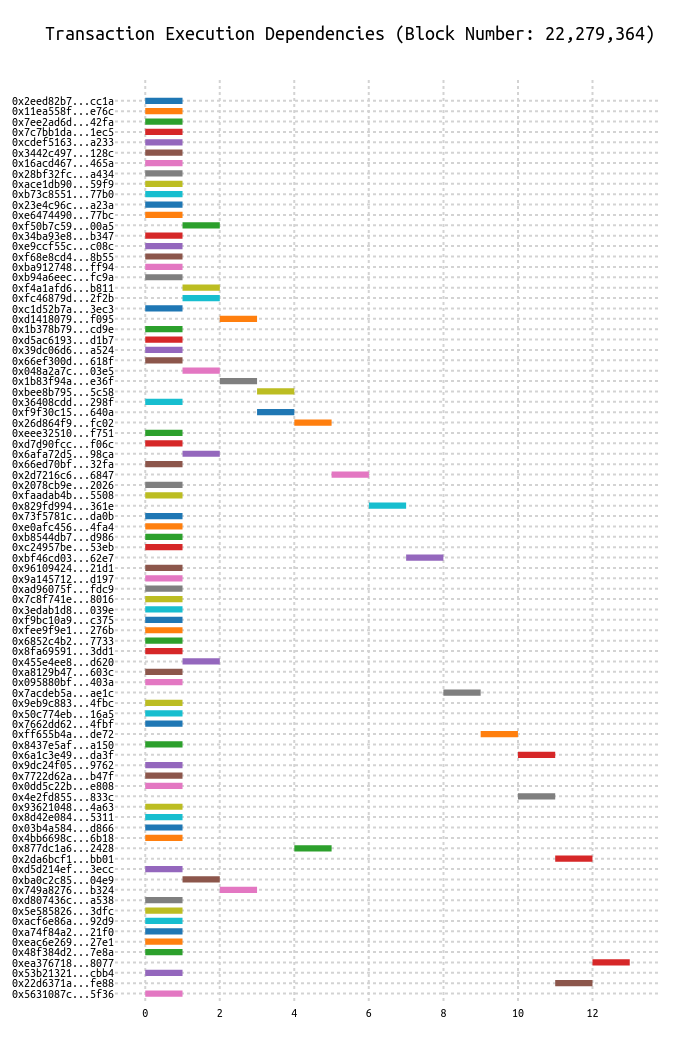 Transaction Execution Dependencies (Block Number: 22,279,364)
0x2eed82b7...cc1a
0x11ea558f...e76c
0x7ee2ad6d...42fa
0x7c7bb1da...1ec5
0xcdef5163...a233
0x3442c497...128c
0x16acd467...465a
0x28bf32fc...a434
0xace1db90...59f9
0xb73c8551...77b0
0x23e4c96c...a23a
0xe6474490...77bc
0xf50b7c59...00a5
0x34ba93e8...b347
0xe9ccf55c...c08c
0xf68e8cd4...8b55
0xba912748...ff94
0xb94a6eec...fc9a
0xf4a1afd6...b811
0xfc46879d...2f2b
0xc1d52b7a...3ec3
0xd1418079...f095
0x1b378b79...cd9e
0xd5ac6193...d1b7
0x39dc06d6...a524
0x66ef300d...618f
0x048a2a7c...03e5
0x1b83f94a...e36f
0xbee8b795...5c58
0x36408cdd...298f
0xf9f30c15...640a
0x26d864f9...fc02
0xeee32510...f751
0xd7d90fcc...f06c
0x6afa72d5...98ca
0x66ed70bf...32fa
0x2d7216c6...6847
0x2078cb9e...2026
0xfaadab4b...5508
0x829fd994...361e
0x73f5781c...da0b
0xe0afc456...4fa4
0xb8544db7...d986
0xc24957be...53eb
0xbf46cd03...62e7
0x96109424...21d1
0x9a145712...d197
0xad96075f...fdc9
0x7c8f741e...8016
0x3edab1d8...039e
0xf9bc10a9...c375
0xfee9f9e1...276b
0x6852c4b2...7733
0x8fa69591...3dd1
0x455e4ee8...d620
0xa8129b47...603c
0x095880bf...403a
0x7acdeb5a...ae1c
0x9eb9c883...4fbc
0x50c774eb...16a5
0x7662dd62...4fbf
0xff655b4a...de72
0x8437e5af...a150
0x6a1c3e49...da3f
0x9dc24f05...9762
0x7722d62a...b47f
0x0dd5c22b...e808
0x4e2fd855...833c
0x93621048...4a63
0x8d42e084...5311
0x03b4a584...d866
0x4bb6698c...6b18
0x877dc1a6...2428
0x2da6bcf1...bb01
0xd5d214ef...3ecc
0xba0c2c85...04e9
0x749a8276...b324
0xd807436c...a538
0x5e585826...3dfc
0xacf6e86a...92d9
0xa74f84a2...21f0
0xeac6e269...27e1
0x48f384d2...7e8a
0xea376718...8077
0x53b21321...cbb4
0x22d6371a...fe88
0x5631087c...5f36
0 2 4 6 8 10 12